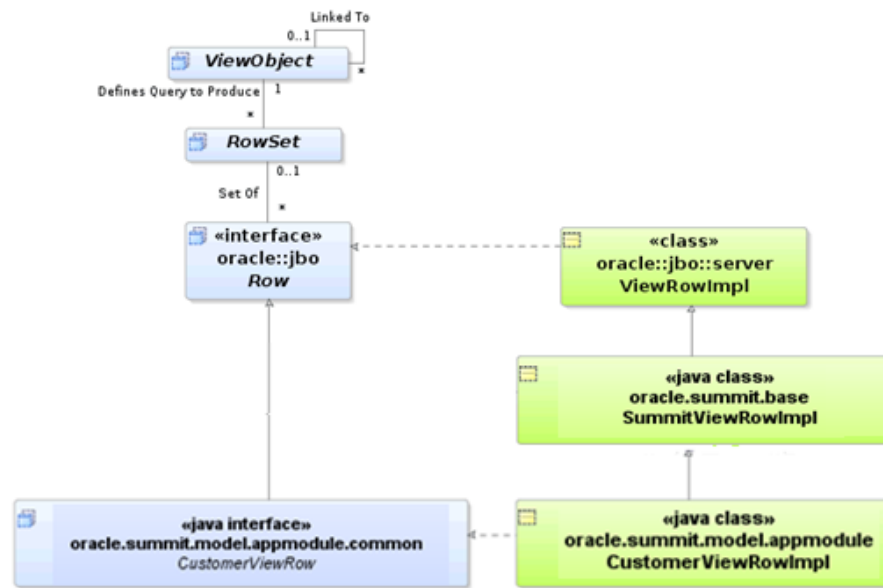 Linked To
0..1
ViewObject
*
Defines Query to Produce
1
*
RowSet
0..1
Set Of
*
«interface»
oracle::jbo
Row
«class»
oracle::jbo::server
ViewRowImpl
«java class»
oracle.summit.base
SummitViewRowImpl
«java interface»
oracle.summit.model.appmodule.common
CustomerViewRow
«java class»
oracle.summit.model.appmodule
CustomerViewRowImpl